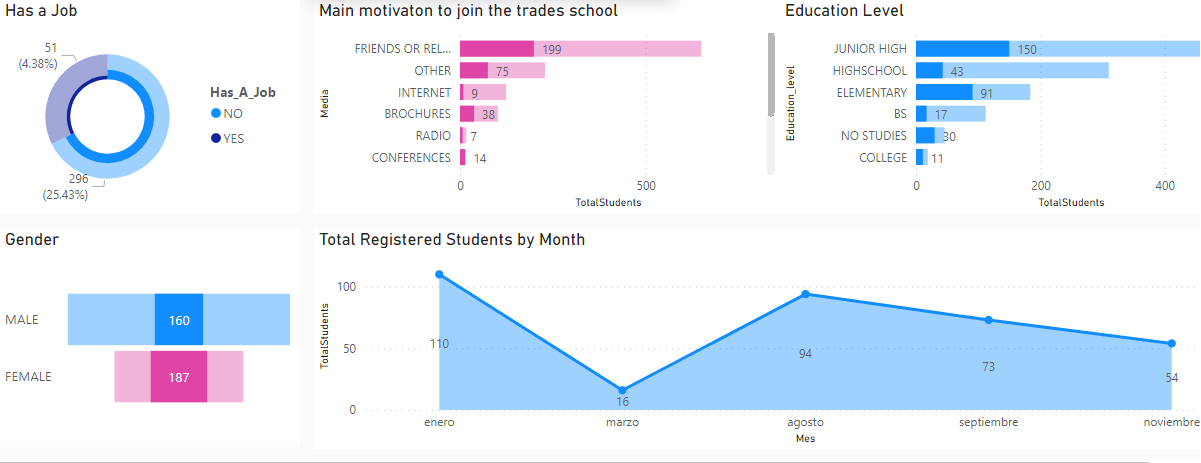 Has a Job
51
(4.38%)
296
(25.43%)
Has_A_Job
NO
YES
Main motivaton to join the trades school
Media
FRIENDS OR REL...
199
OTHER
75
INTERNET
9
BROCHURES
38
RADIO
7
CONFERENCES
14
0
500
TotalStudents
Education Level
Education_level
JUNIOR HIGH
150
HIGHSCHOOL
43
ELEMENTARY
91
BS
17
NO STUDIES
30
COLLEGE
11
0
200
400
TotalStudents
Gender
MALE
160
FEMALE
187
Total Registered Students by Month
TotalStudents
100
50
0
110
16
94
73
54
enero
marzo
agosto
septiembre
noviembre
Mes